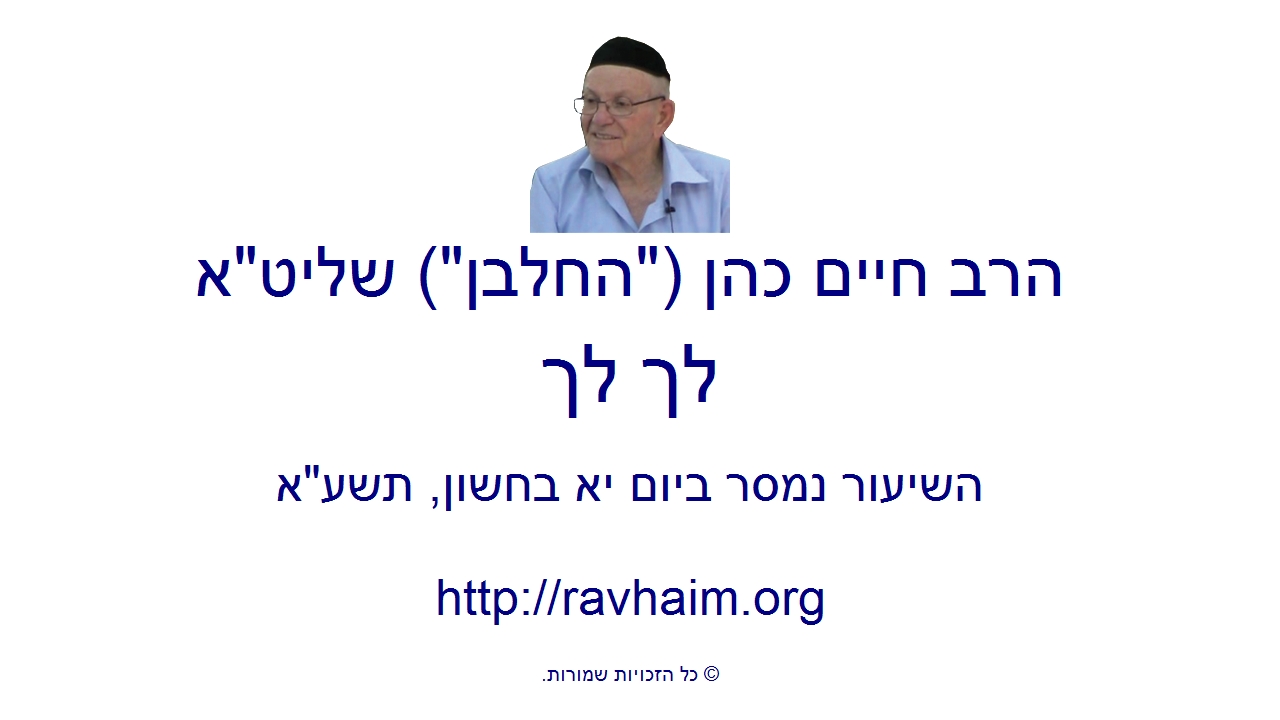 הרב חיים כהן ("החלבן") שליט"א
לך לך
השיעור נמסר ביום יא בחשון, תשע"א
http://ravhaim.org
© כל הזכויות שמורות.